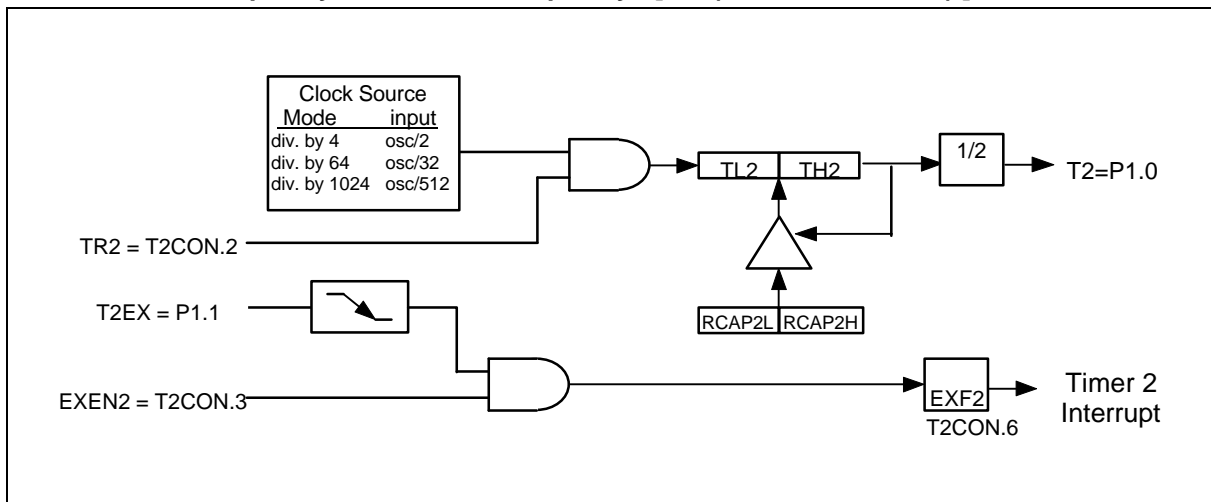 Clock Source
Mode input
div. by 4 osc/2
div. by 64 osc/32
div. by 1024 osc/512
TL2 TH2
1/2
T2=P1.0
TR2 = T2CON.2
T2EX = P1.1
RCAP2L RCAP2H
EXEN2 = T2CON.3
EXF2
T2CON.6
Timer 2
Interrupt